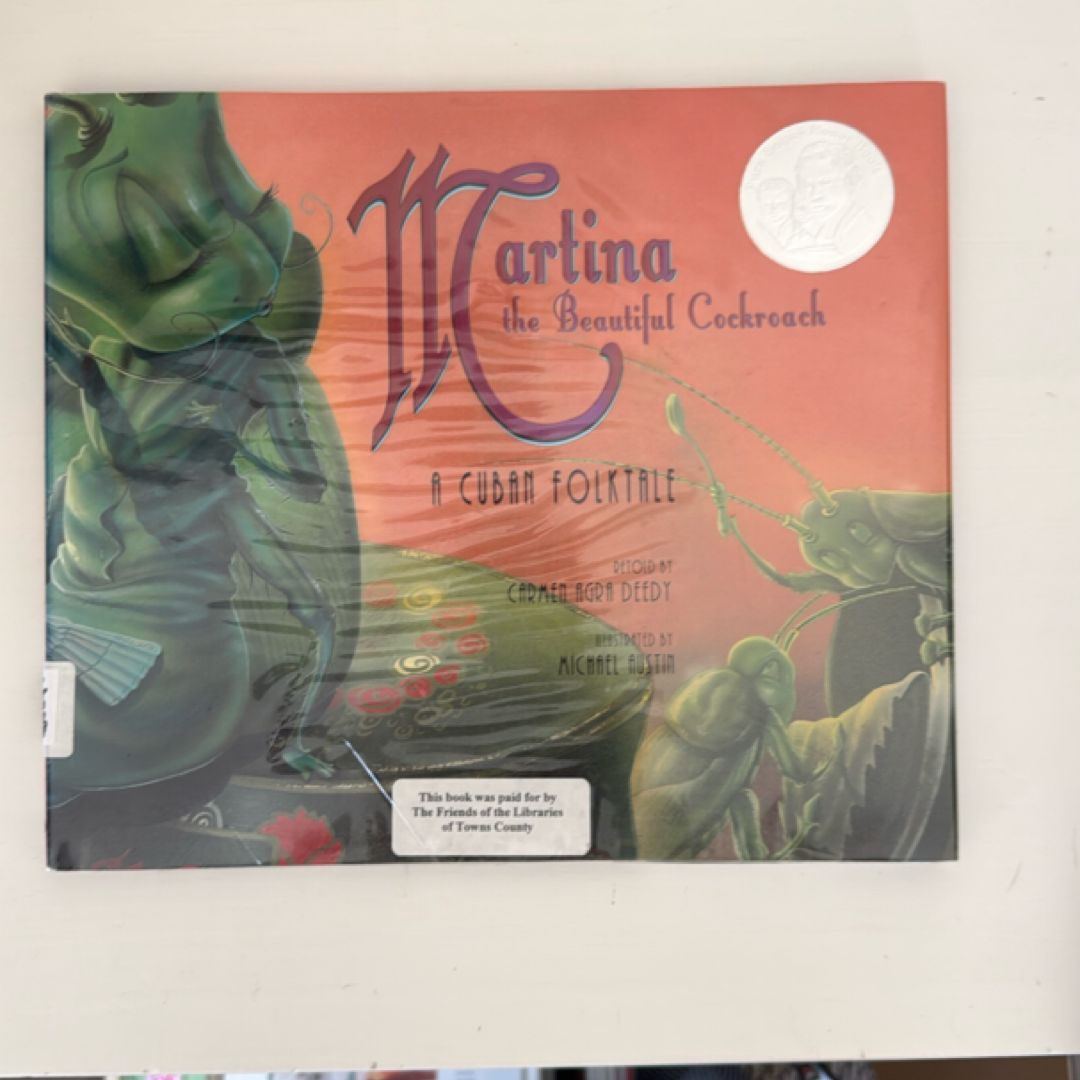 Martina
the Beautiful Cockroach
A CUBAN FOLKTALE
RETOLD BY
CARMEN AGRA DEEDY
ILLUSTRATED BY
MICHAEL AUSTIN
This book was paid for by
The Friends of the Libraries
of Towns County